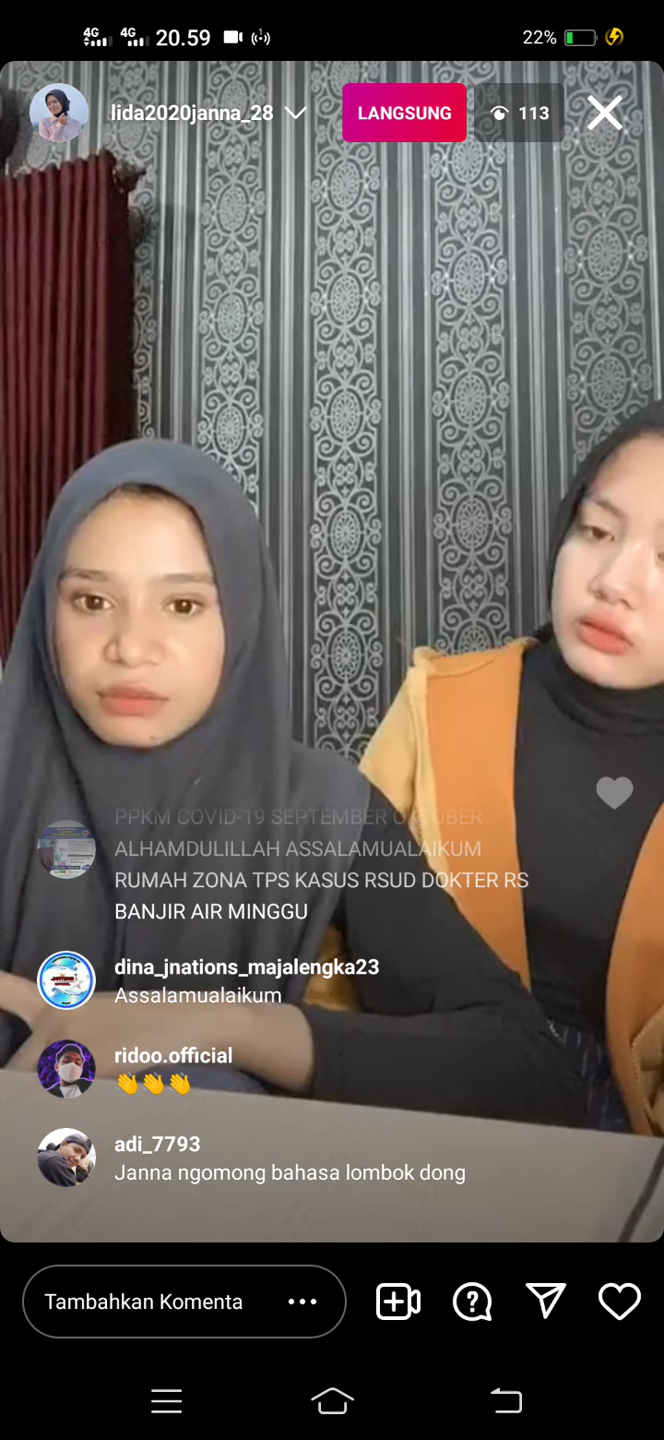 4G 4G 20.59 22%
lida2020janna_28 LANGSUNG 113
PPKM COVID-19 SEPTEMBER OKTOBER
ALHAMDULILLAH ASSALAMUALAIKUM
RUMAH ZONA TPS KASUS RSUD DOKTER RS
BANJIR AIR MINGGU
dina_jnations_majalengka23
Assalamualaikum
ridoo.official
👋👋👋
adi_7793
Janna ngomong bahasa lombok dong
Tambahkan Komenta